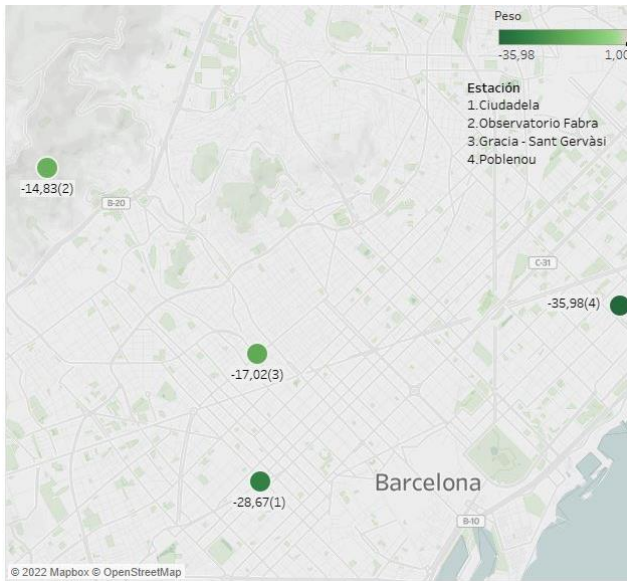 Peso
-35,98 1,00
Estación
1.Ciudadela
2.Observatorio Fabra
3.Gracia - Sant Gervàsi
4.Poblenou
-14,83(2)
B-20
C-31
-35,98(4)
-17,02(3)
-28,67(1)
Barcelona
B-10
© 2022 Mapbox © OpenStreetMap